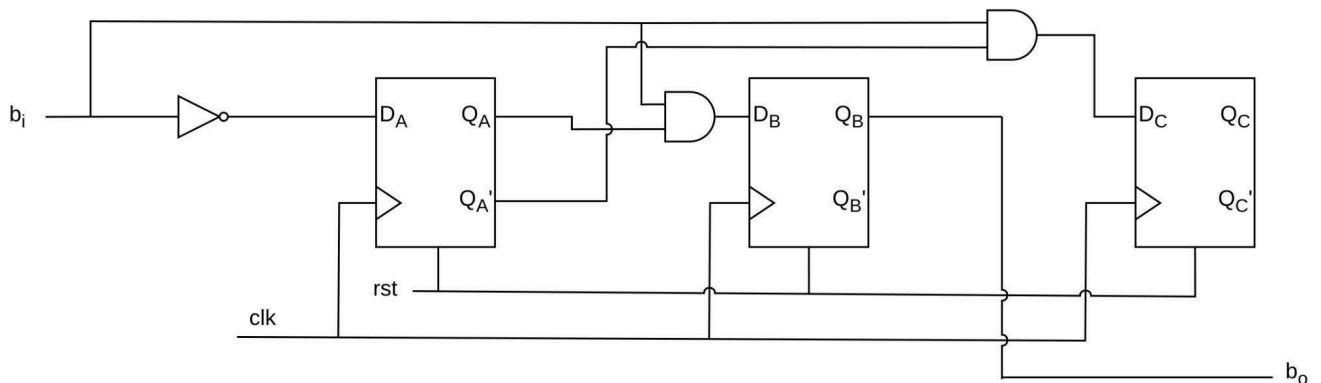 b_i
D_A
Q_A
Q_A'
D_B
Q_B
Q_B'
D_C
Q_C
Q_C'
rst
clk
b_o